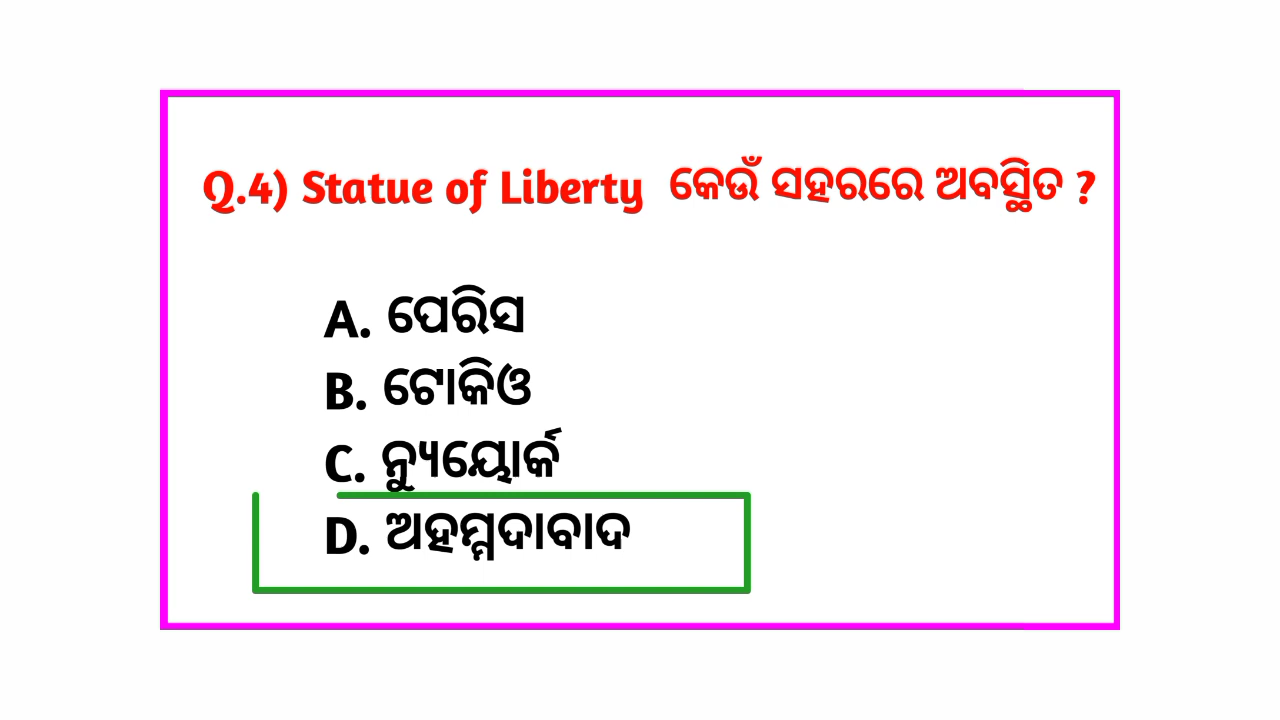 Q.4) Statue of Liberty କେଉଁ ସହରରେ ଅବସ୍ଥିତ ?
A. ପେରିସ
B. ଟୋକିଓ
C. ନ୍ୟୁୟୋର୍କ
D. ଅହମ୍ମଦାବାଦ